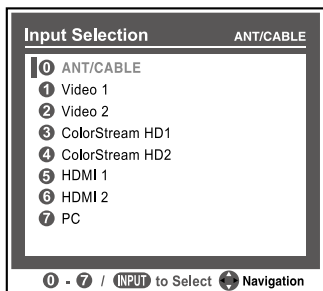 Input Selection ANT/CABLE
0 ANT/CABLE
1 Video 1
2 Video 2
3 ColorStream HD1
4 ColorStream HD2
5 HDMI 1
6 HDMI 2
7 PC
0 - 7 / INPUT to Select Navigation